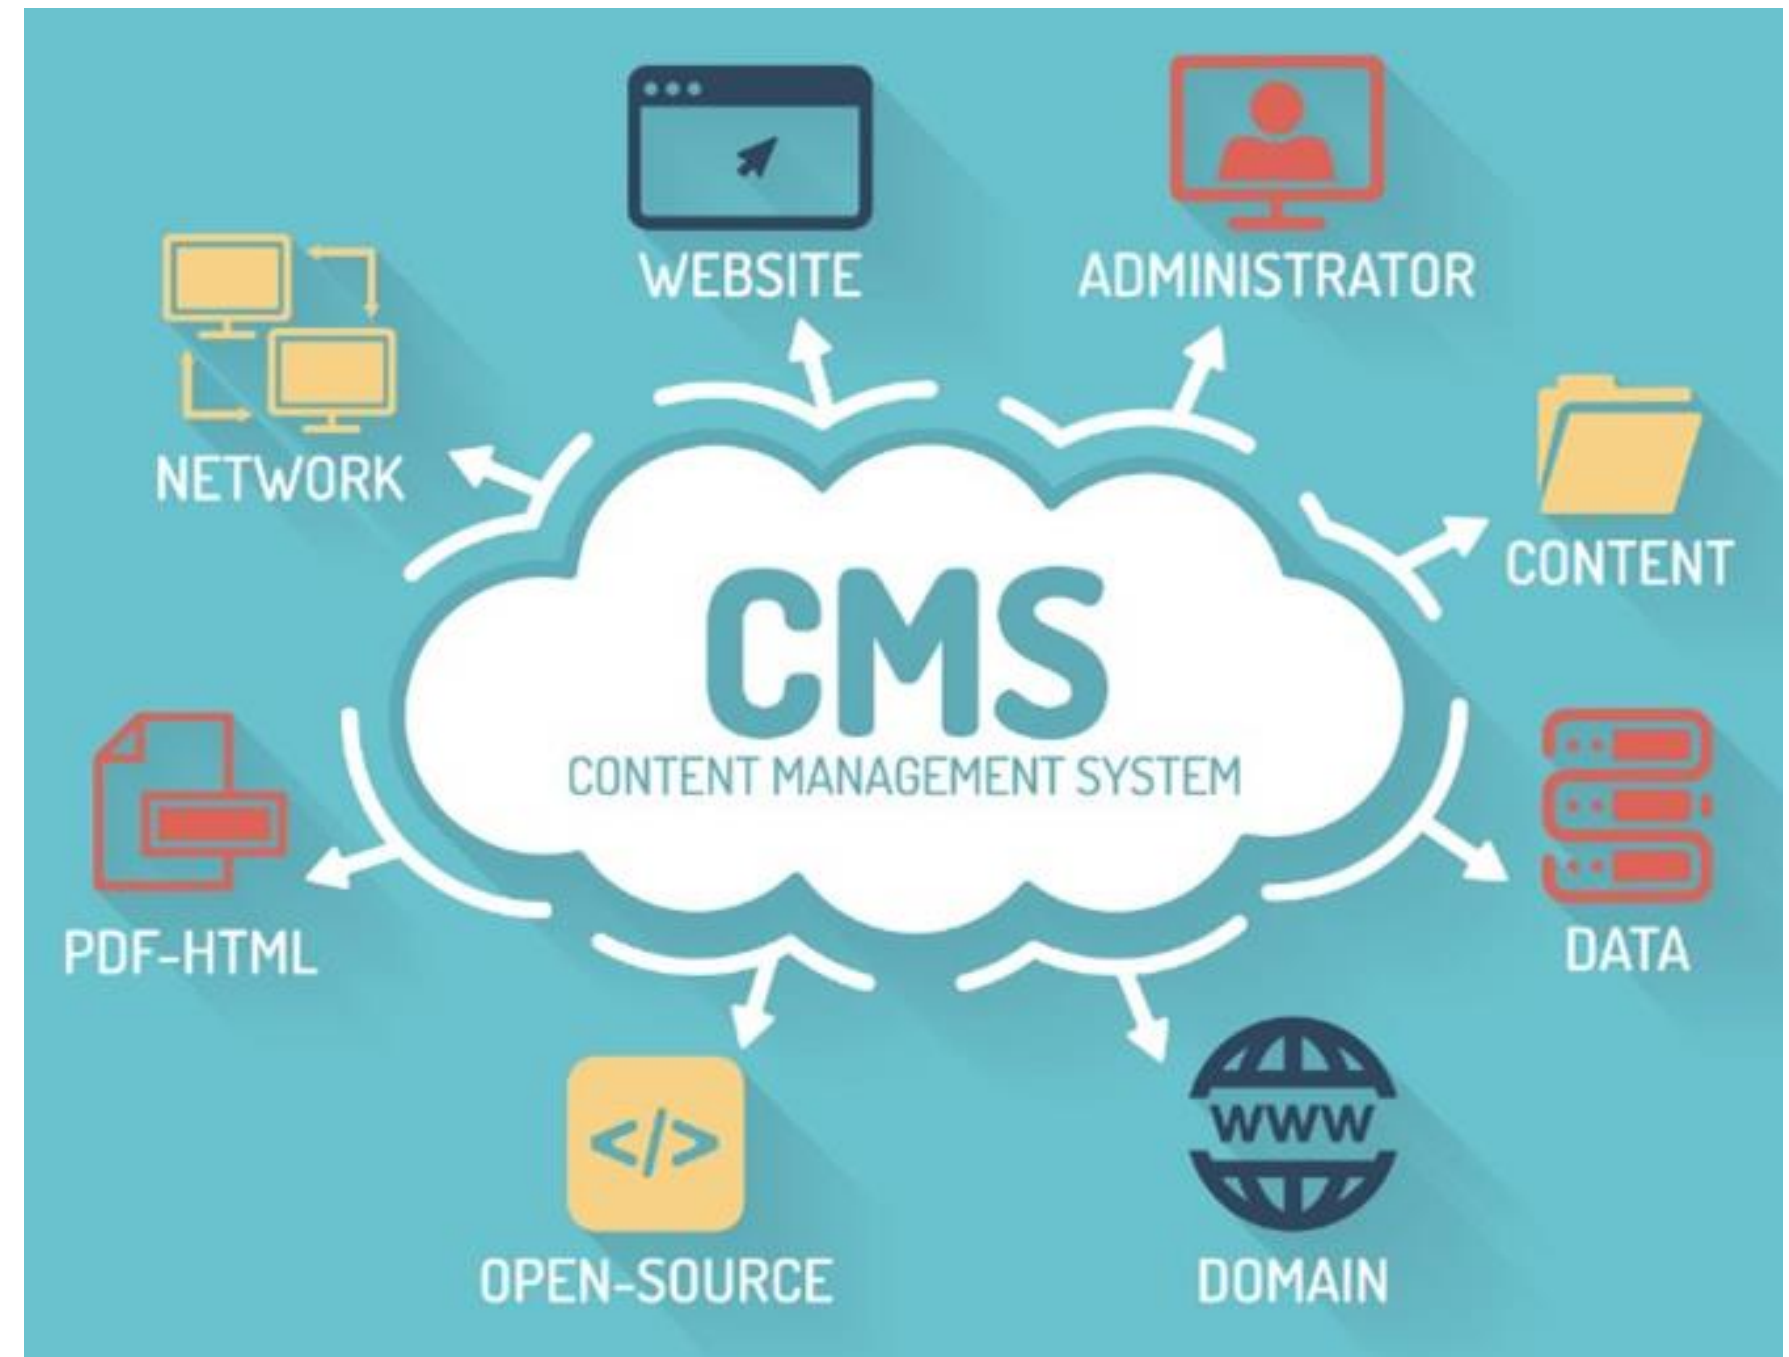 WEBSITE
ADMINISTRATOR
NETWORK
CONTENT
CMS
CONTENT MANAGEMENT SYSTEM
PDF-HTML
DATA
</>
WWW
OPEN-SOURCE
DOMAIN